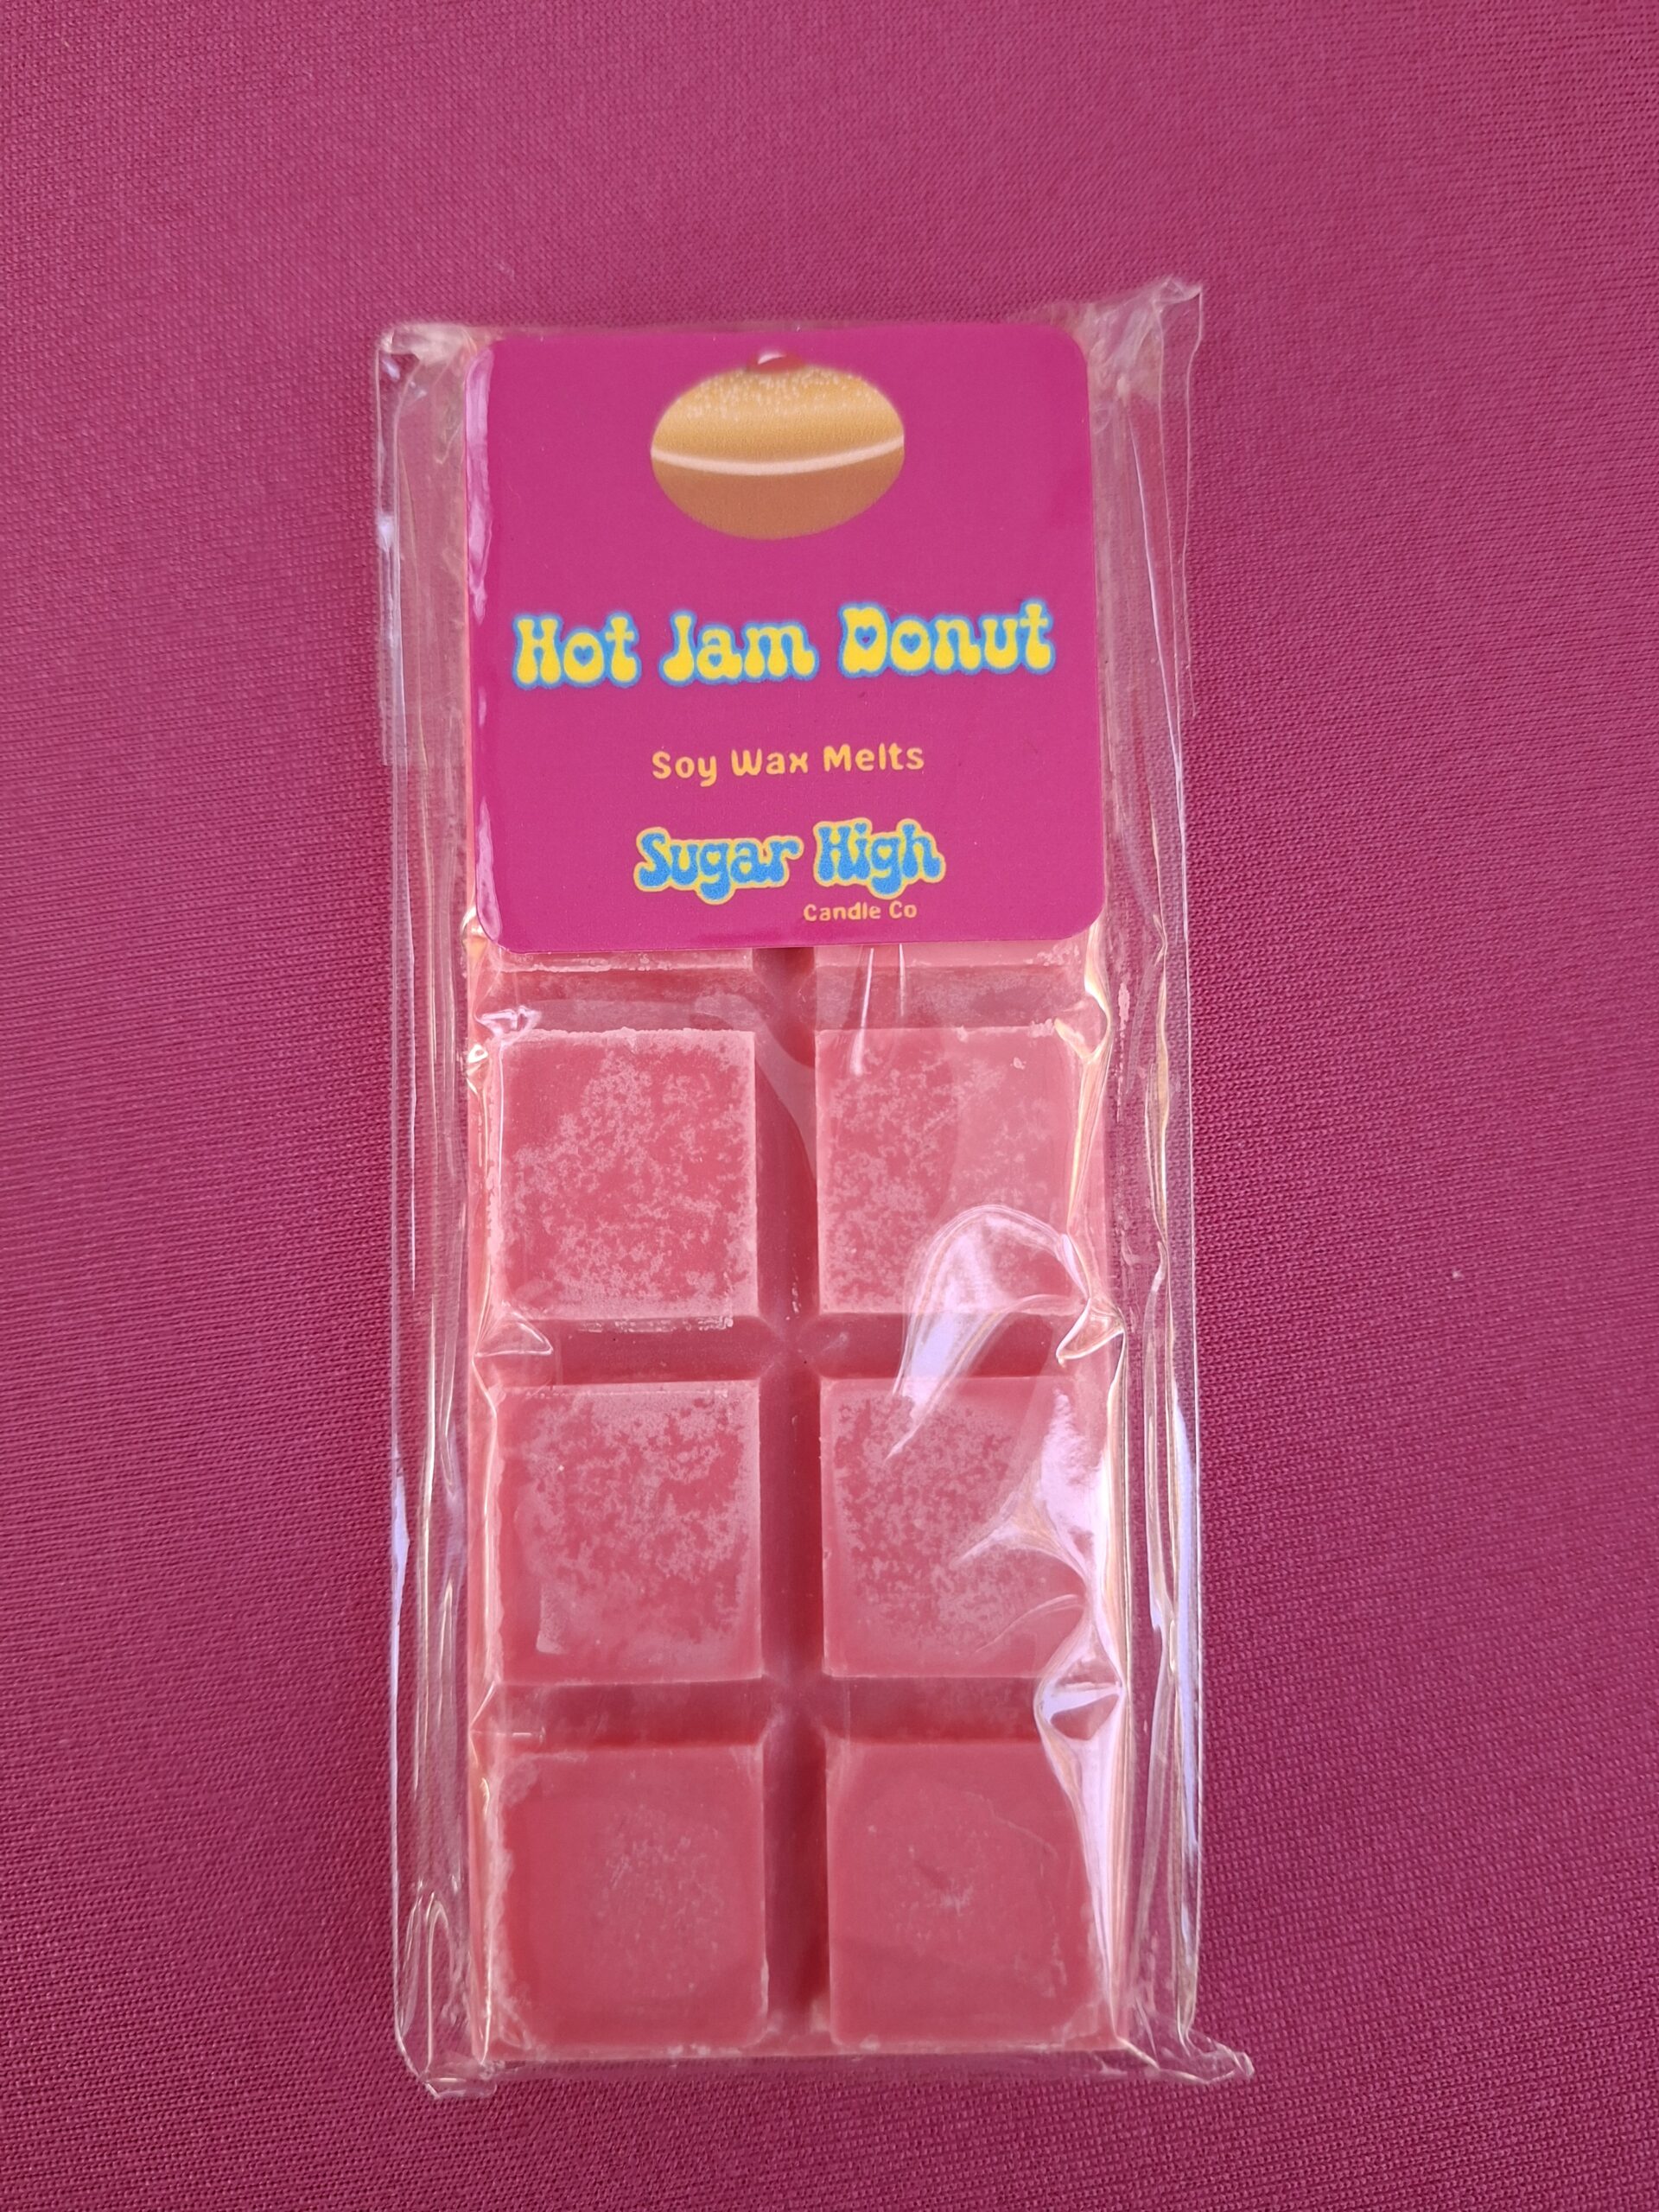 Hot Jam Donut
Soy Wax Melts
Sugar High
Candle Co